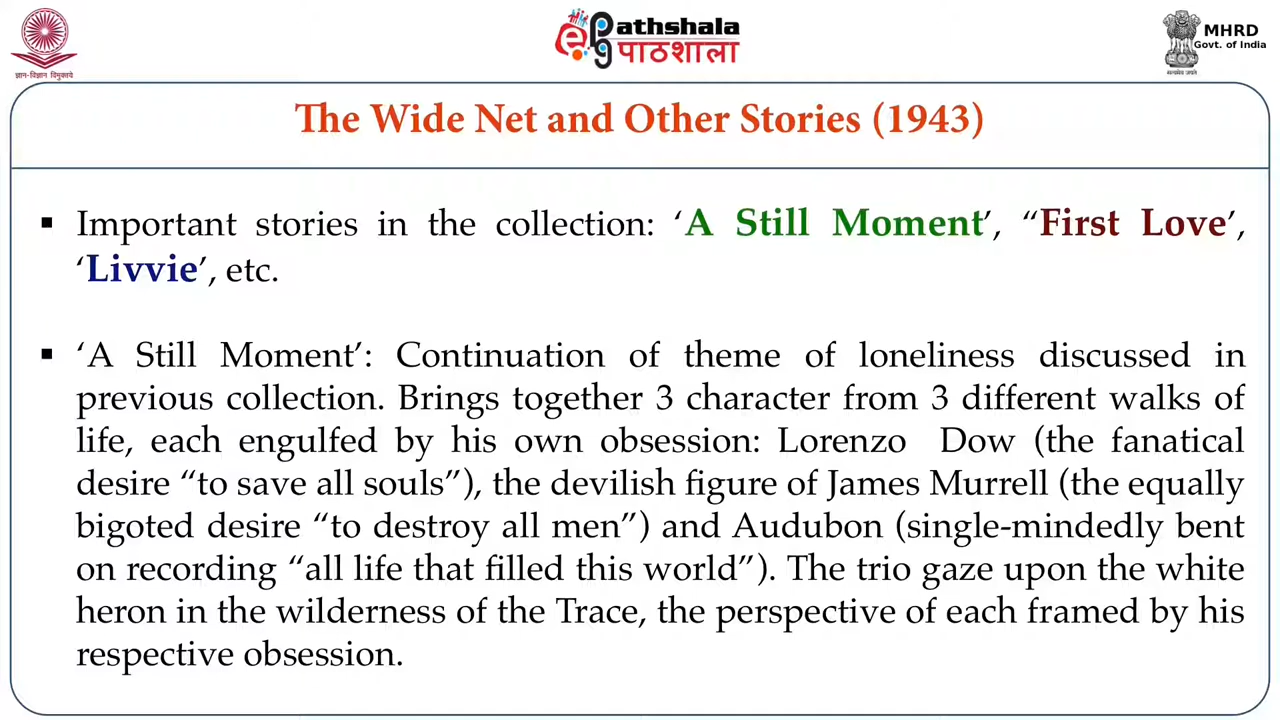 ज्ञान-विज्ञान विमुक्तये
ePathshala
पाठशाला
MHRD
Govt. of India
सत्यमेव जयते
The Wide Net and Other Stories (1943)
▪ Important stories in the collection: ‘A Still Moment’, “First Love’,
‘Livvie’, etc.
▪ ‘A Still Moment’: Continuation of theme of loneliness discussed in
previous collection. Brings together 3 character from 3 different walks of
life, each engulfed by his own obsession: Lorenzo Dow (the fanatical
desire “to save all souls”), the devilish figure of James Murrell (the equally
bigoted desire “to destroy all men”) and Audubon (single-mindedly bent
on recording “all life that filled this world”). The trio gaze upon the white
heron in the wilderness of the Trace, the perspective of each framed by his
respective obsession.